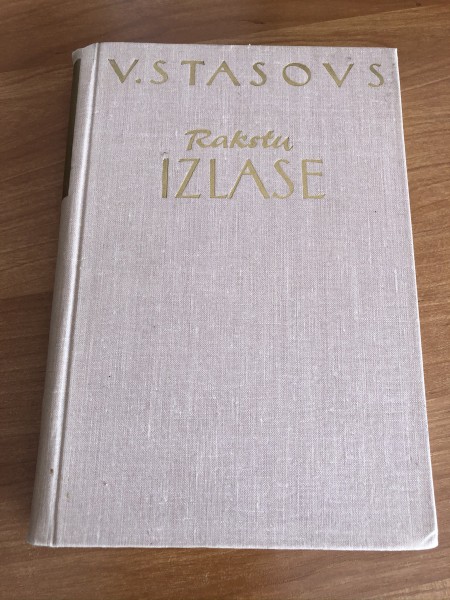 V. STASOVS
Rakstu
IZLASE